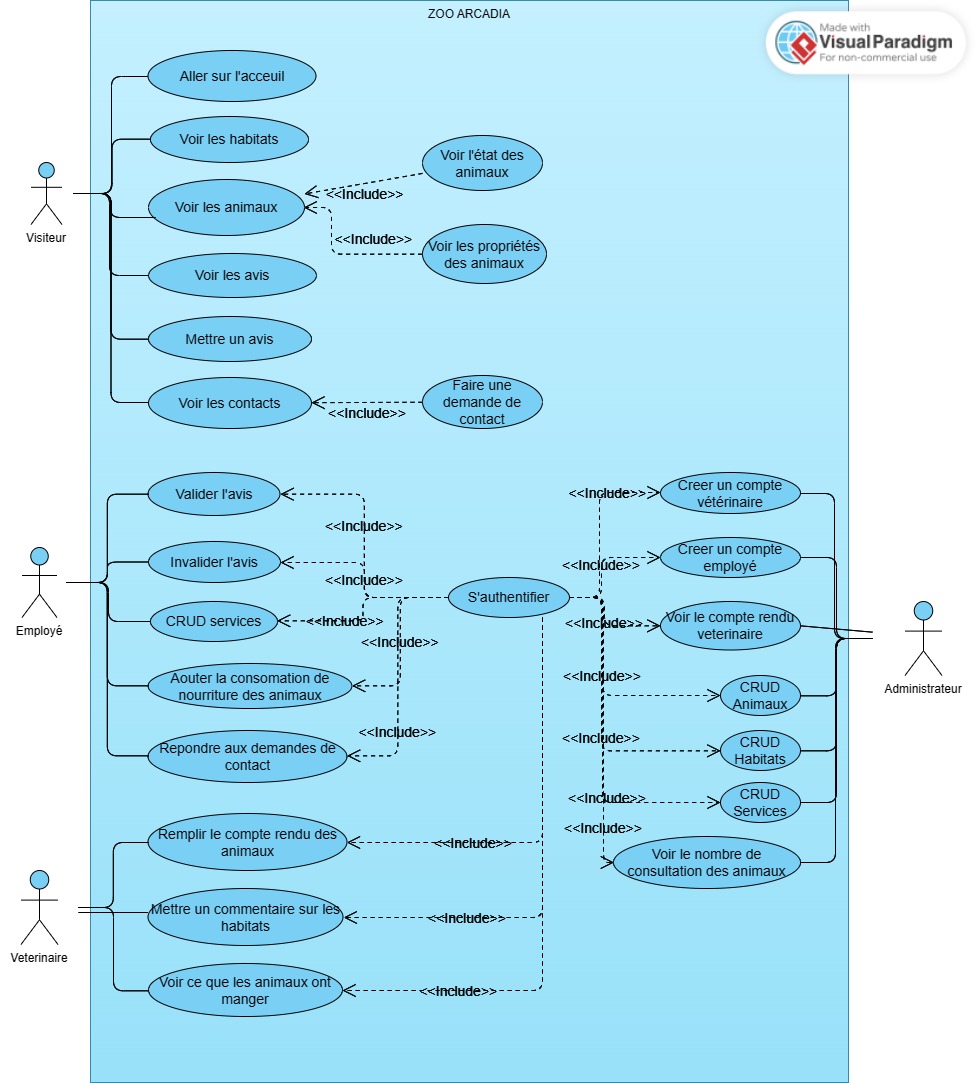 ZOO ARCADIA
Made with
Visual Paradigm
For non-commercial use
Aller sur l'acceuil
Voir les habitats
Voir l'état des
animaux
<<Include>>
Voir les animaux
Visiteur
<<Include>>
Voir les propriétés
des animaux
Voir les avis
Mettre un avis
Voir les contacts
Faire une
demande de
contact
<<Include>>
Valider l'avis
<<Include>>
<<Include>>
Creer un compte
vétérinaire
Invalider l'avis
<<Include>>
<<Include>>
Creer un compte
employé
S'authentifier
Employé
CRUD services
<<Include>>
<<Include>>
<<Include>>
Voir le compte rendu
veterinaire
Administrateur
Aouter la consomation de
nourriture des animaux
<<Include>>
CRUD
Animaux
Repondre aux demandes de
contact
<<Include>>
<<Include>>
CRUD
Habitats
<<Include>>
CRUD
Services
<<Include>>
Voir le nombre de
consultation des animaux
Remplir le compte rendu des
animaux
<<Include>>
Mettre un commentaire sur les
habitats
<<Include>>
Veterinaire
Voir ce que les animaux ont
manger
<<Include>>